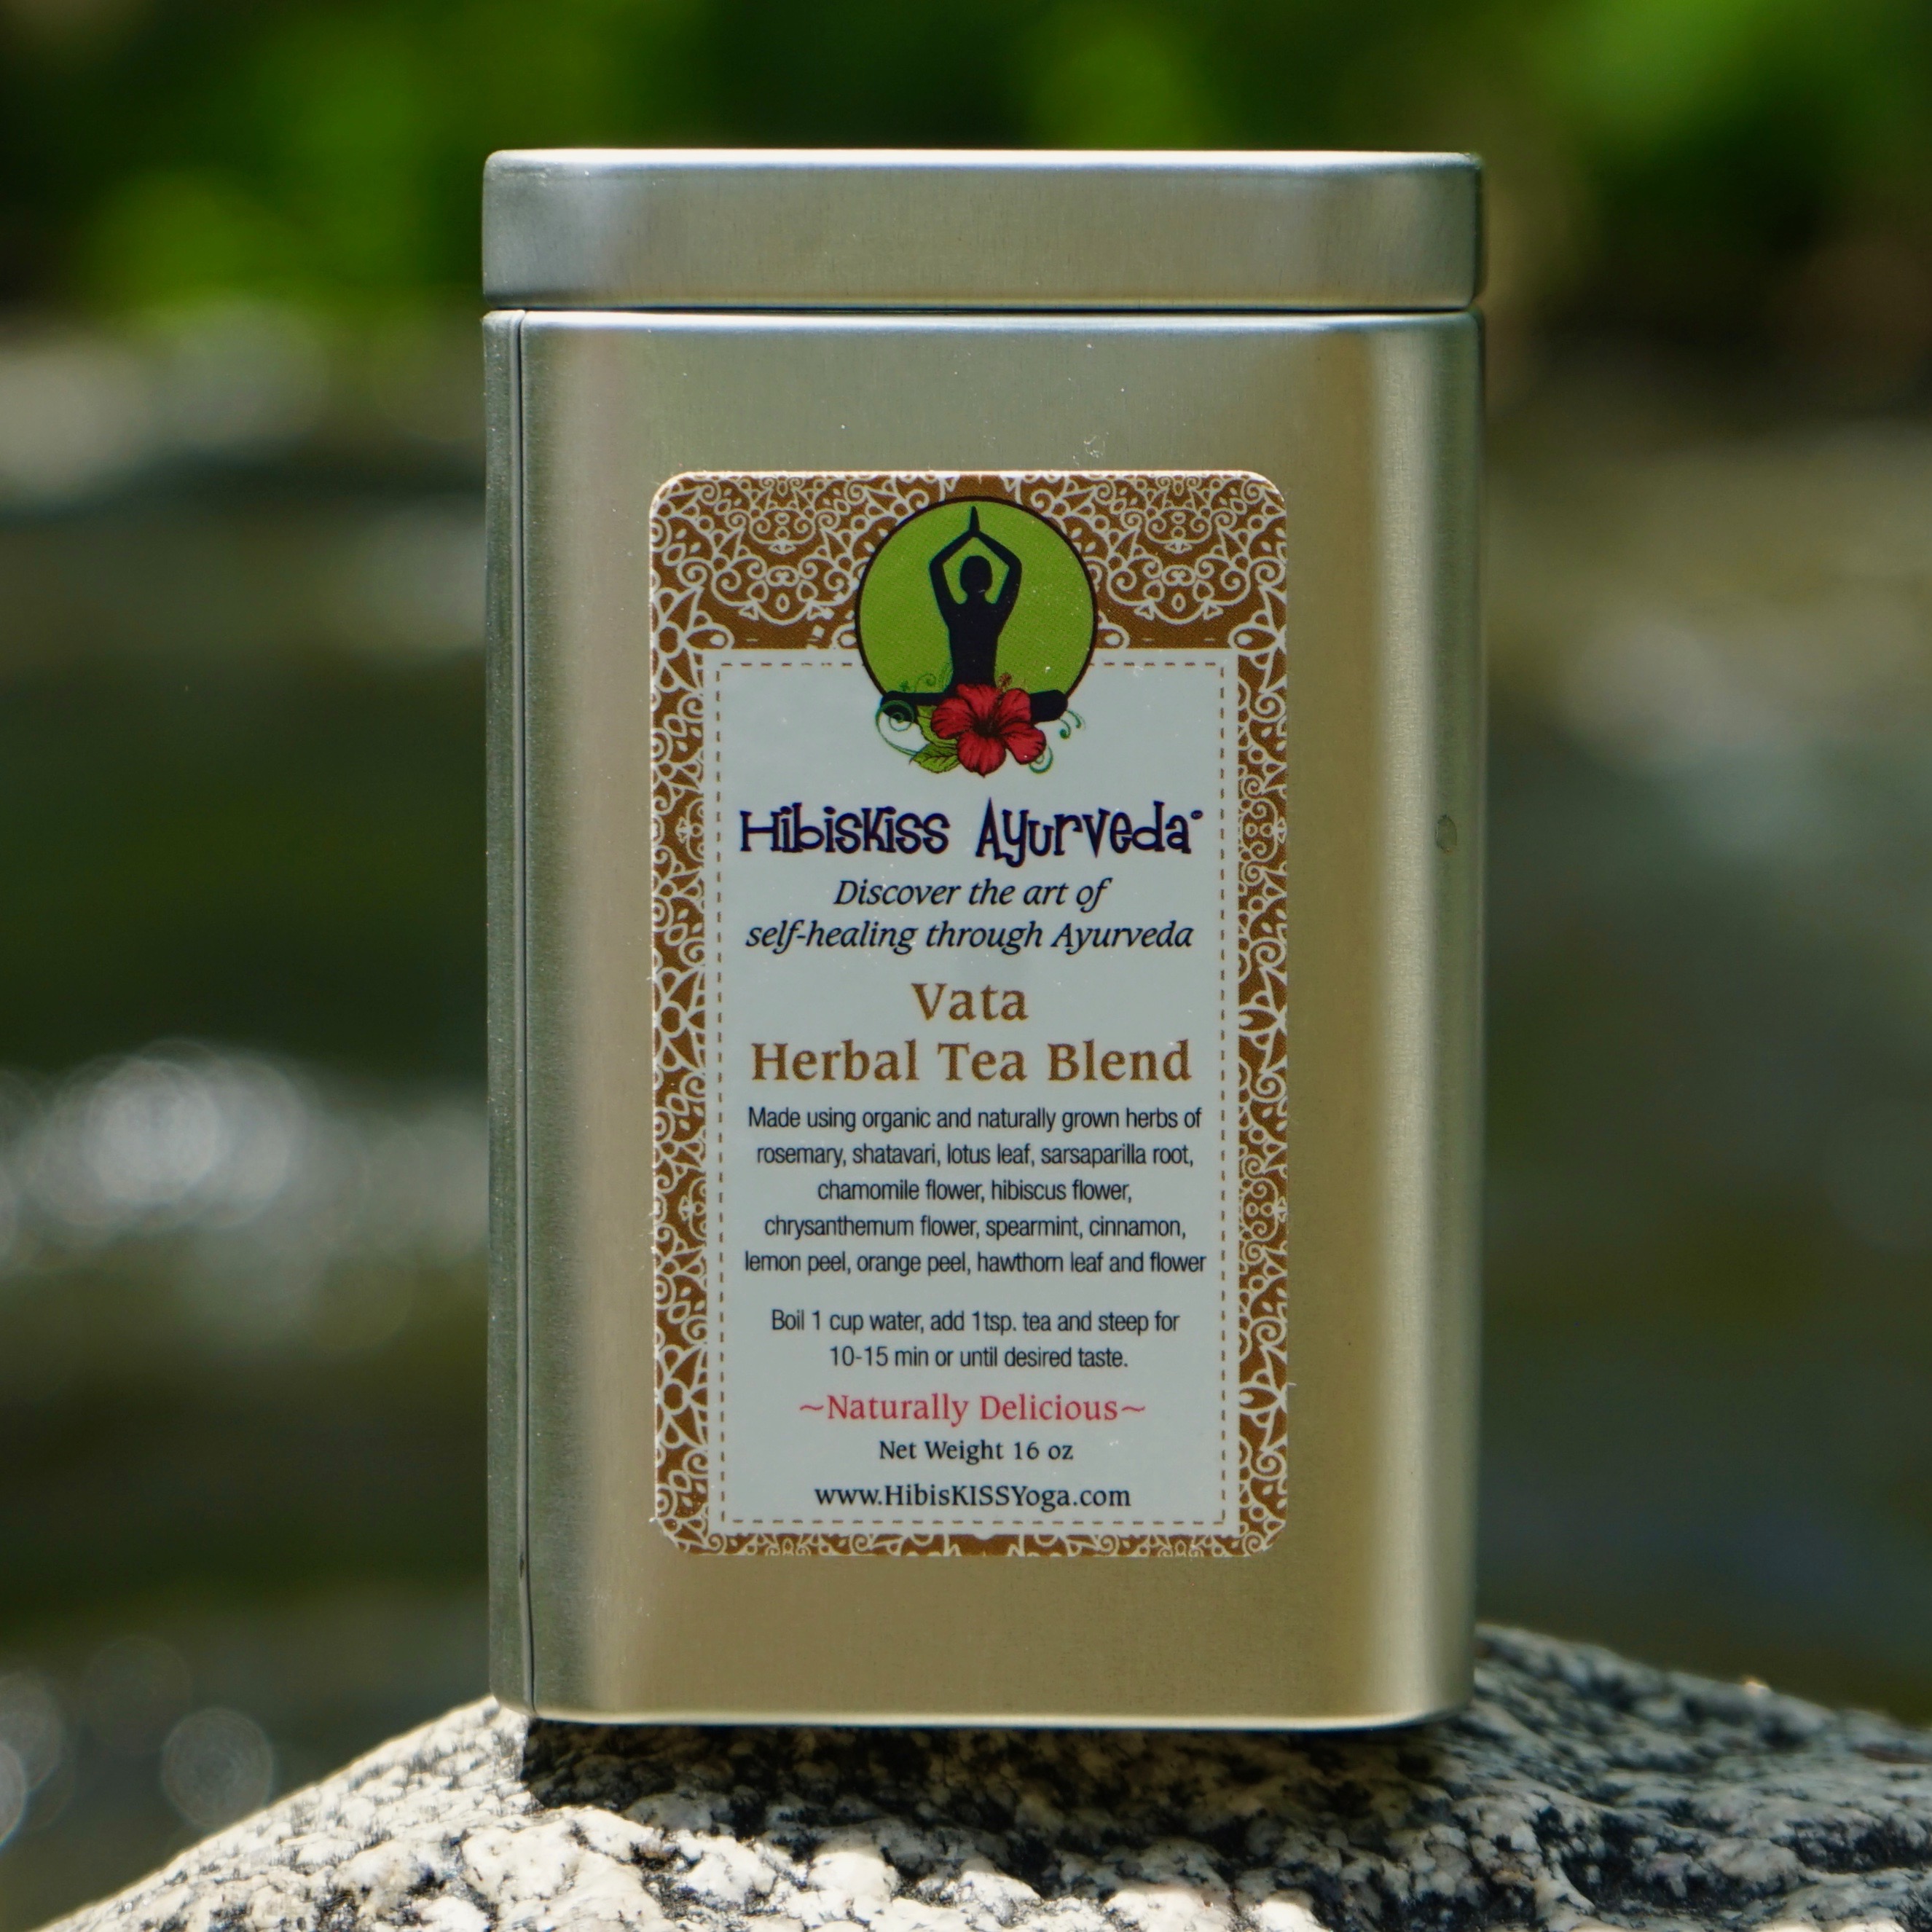 HibisKiss Ayurveda
Discover the art of
self-healing through Ayurveda
Vata
Herbal Tea Blend
Made using organic and naturally grown herbs of
rosemary, shatavari, lotus leaf, sarsaparilla root,
chamomile flower, hibiscus flower,
chrysanthemum flower, spearmint, cinnamon,
lemon peel, orange peel, hawthorn leaf and flower
Boil 1 cup water, add 1tsp. tea and steep for
10-15 min or until desired taste.
~Naturally Delicious~
Net Weight 16 oz
www.HibisKISSYoga.com